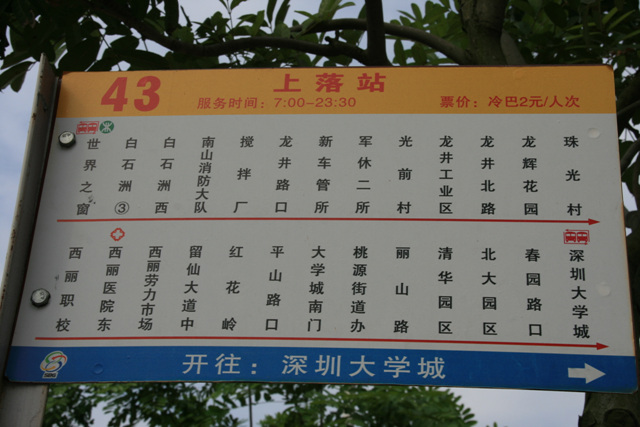 43
上落站
服务时间：7:00-23:30
票价：冷巴2元/人次
世界之窗
白石洲③
白石洲西
南山消防大队
搅拌厂
龙井路口
新车管所
军休二所
光前村
龙井工业区
龙井北路
龙辉花园
珠光村
西丽职校
西丽医院东
西丽劳力市场
留仙大道中
红花岭
平山路口
大学城南门
桃源街道办
丽山路
清华园区
北大园区
春园路口
深圳大学城
开往：深圳大学城